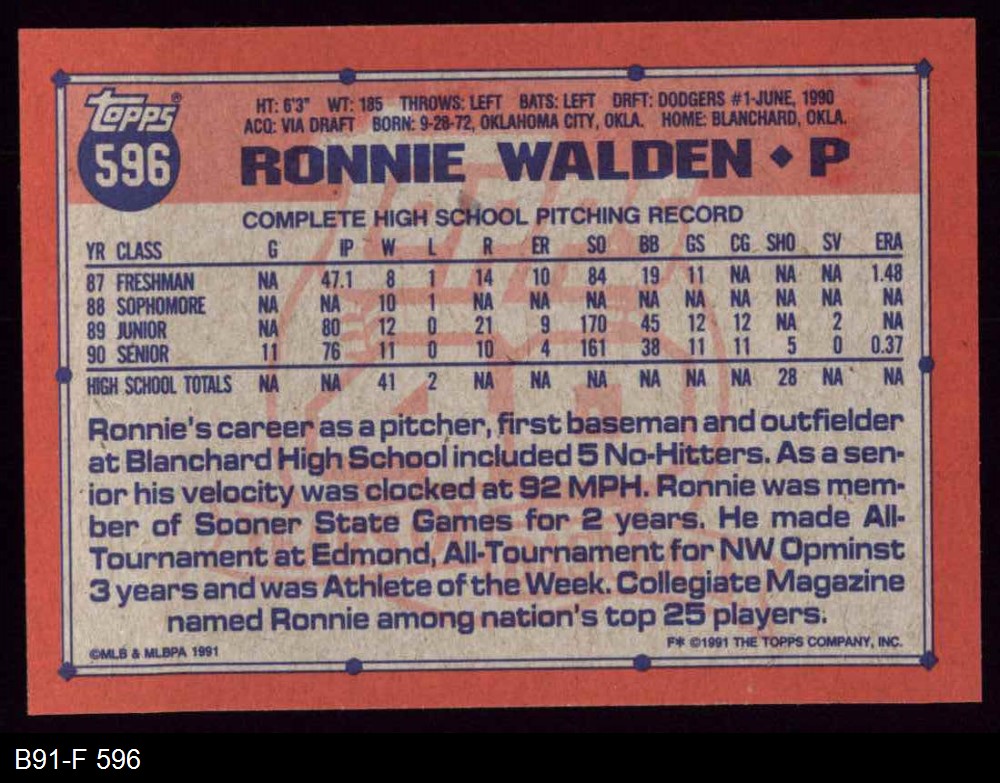 TOPPS®
596
HT: 6'3" WT: 185 THROWS: LEFT BATS: LEFT DRFT: DODGERS #1-JUNE, 1990
ACQ: VIA DRAFT BORN: 9-28-72, OKLAHOMA CITY, OKLA. HOME: BLANCHARD, OKLA.
RONNIE WALDEN ◆ P
COMPLETE HIGH SCHOOL PITCHING RECORD
YR CLASS G IP W L R ER SO BB GS CG SHO SV ERA
87 FRESHMAN NA 47.1 8 1 14 10 84 19 11 NA NA NA 1.48
88 SOPHOMORE NA NA 10 1 NA NA NA NA NA NA NA NA NA
89 JUNIOR NA 80 12 0 21 9 170 45 12 12 NA 2 NA
90 SENIOR 11 76 11 0 10 4 161 38 11 11 5 0 0.37
HIGH SCHOOL TOTALS NA NA 41 2 NA NA NA NA NA NA 28 NA NA
Ronnie's career as a pitcher, first baseman and outfielder
at Blanchard High School included 5 No-Hitters. As a sen-
ior his velocity was clocked at 92 MPH. Ronnie was mem-
ber of Sooner State Games for 2 years. He made All-
Tournament at Edmond, All-Tournament for NW Opminst
3 years and was Athlete of the Week. Collegiate Magazine
named Ronnie among nation's top 25 players.
©MLB & MLBPA 1991
F* ©1991 THE TOPPS COMPANY, INC.
B91-F 596